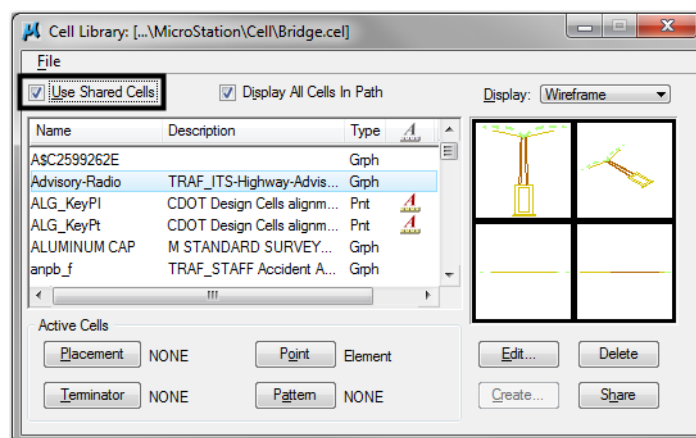 Cell Library: [...\MicroStation\Cell\Bridge.cel]
File
Use Shared Cells Display All Cells In Path Display: Wireframe
Name Description Type A
A$C2599262E Grph
Advisory-Radio TRAF_ITS-Highway-Advis... Grph
ALG_KeyPI CDOT Design Cells alignm... Pnt A
ALG_KeyPt CDOT Design Cells alignm... Pnt A
ALUMINUM CAP M STANDARD SURVEY... Grph
anpb_f TRAF_STAFF Accident A... Grph
Active Cells
Placement NONE Point Element Edit... Delete
Terminator NONE Pattern NONE Create... Share